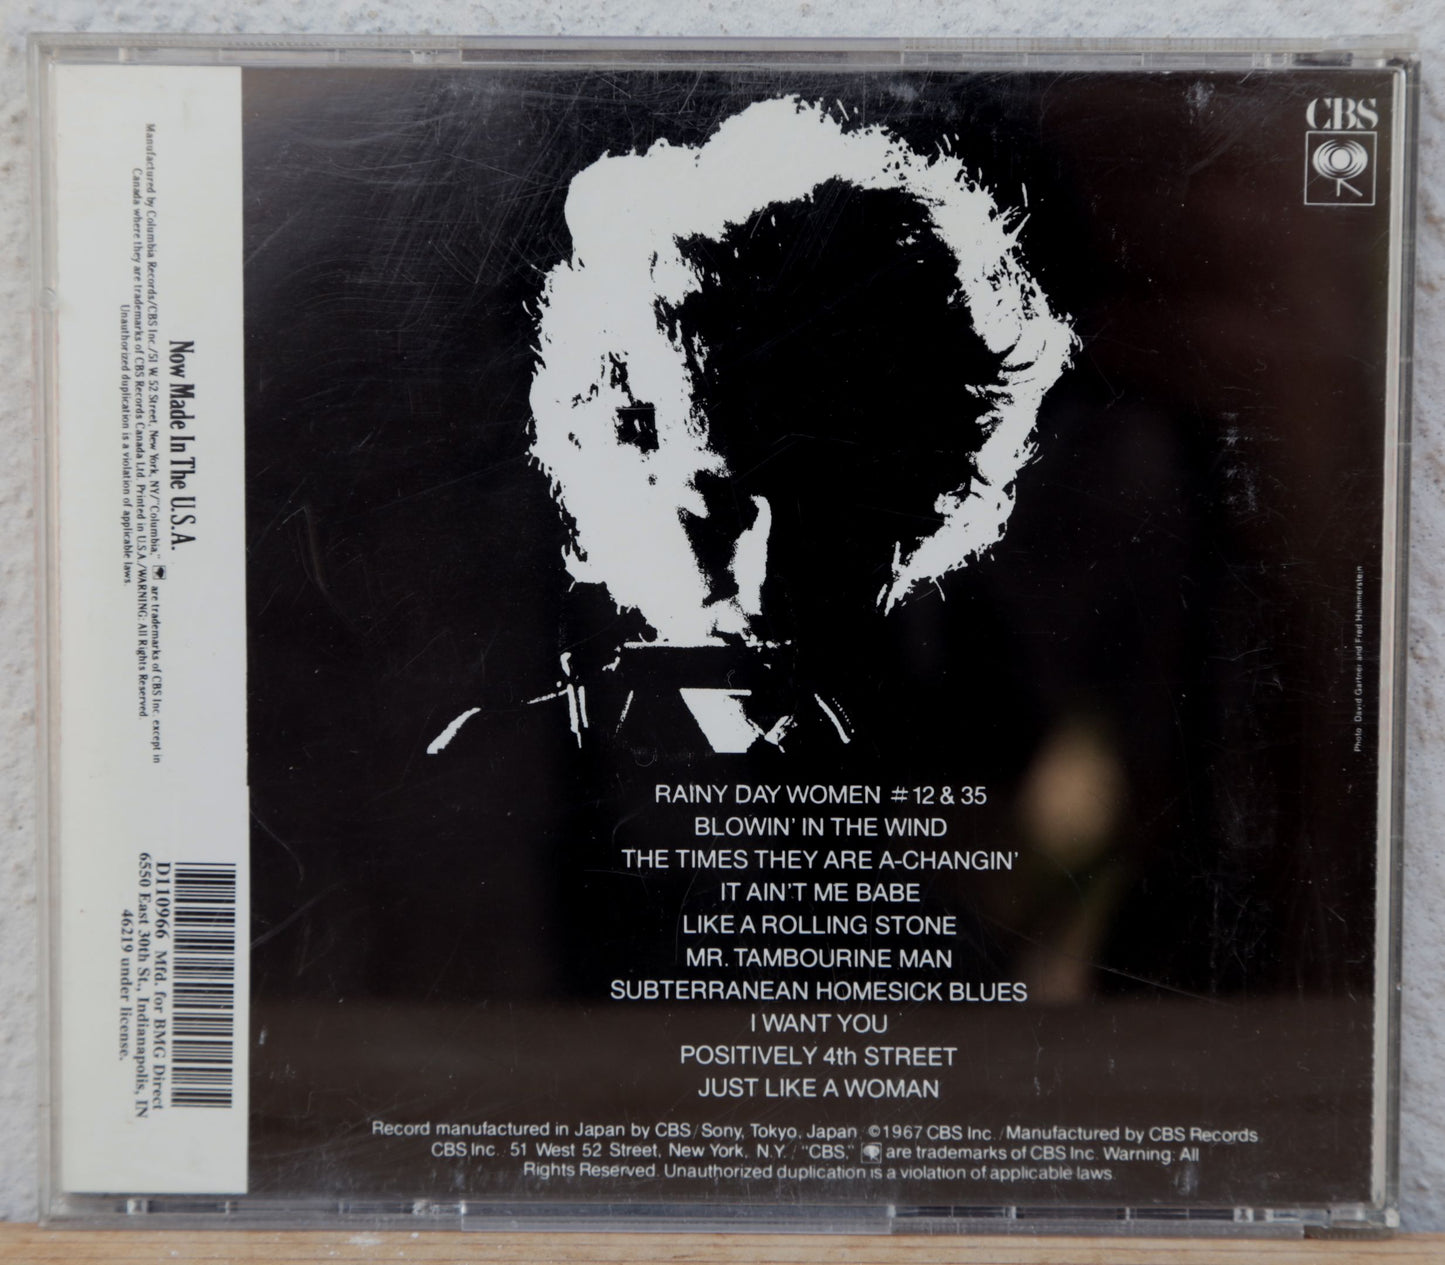 CBS
Manufactured by Columbia Records/CBS Inc./51 W. 52 Street, New York, NY/"Columbia," are trademarks of CBS Inc. except in
Canada where they are trademarks of CBS Records Canada Ltd. Printed in U.S.A./WARNING: All Rights Reserved.
Unauthorized duplication is a violation of applicable laws.
Now Made In The U.S.A.
D110966 Mfd. for BMG Direct
6550 East 30th St., Indianapolis, IN
46219 under license.
Photo: David Gartner and Fred Hammerstein
RAINY DAY WOMEN #12 & 35
BLOWIN' IN THE WIND
THE TIMES THEY ARE A-CHANGIN'
IT AIN'T ME BABE
LIKE A ROLLING STONE
MR. TAMBOURINE MAN
SUBTERRANEAN HOMESICK BLUES
I WANT YOU
POSITIVELY 4th STREET
JUST LIKE A WOMAN
Record manufactured in Japan by CBS/Sony, Tokyo, Japan. ©1967 CBS Inc./Manufactured by CBS Records
CBS Inc. 51 West 52 Street, New York, N.Y./"CBS," are trademarks of CBS Inc. Warning: All
Rights Reserved. Unauthorized duplication is a violation of applicable laws.